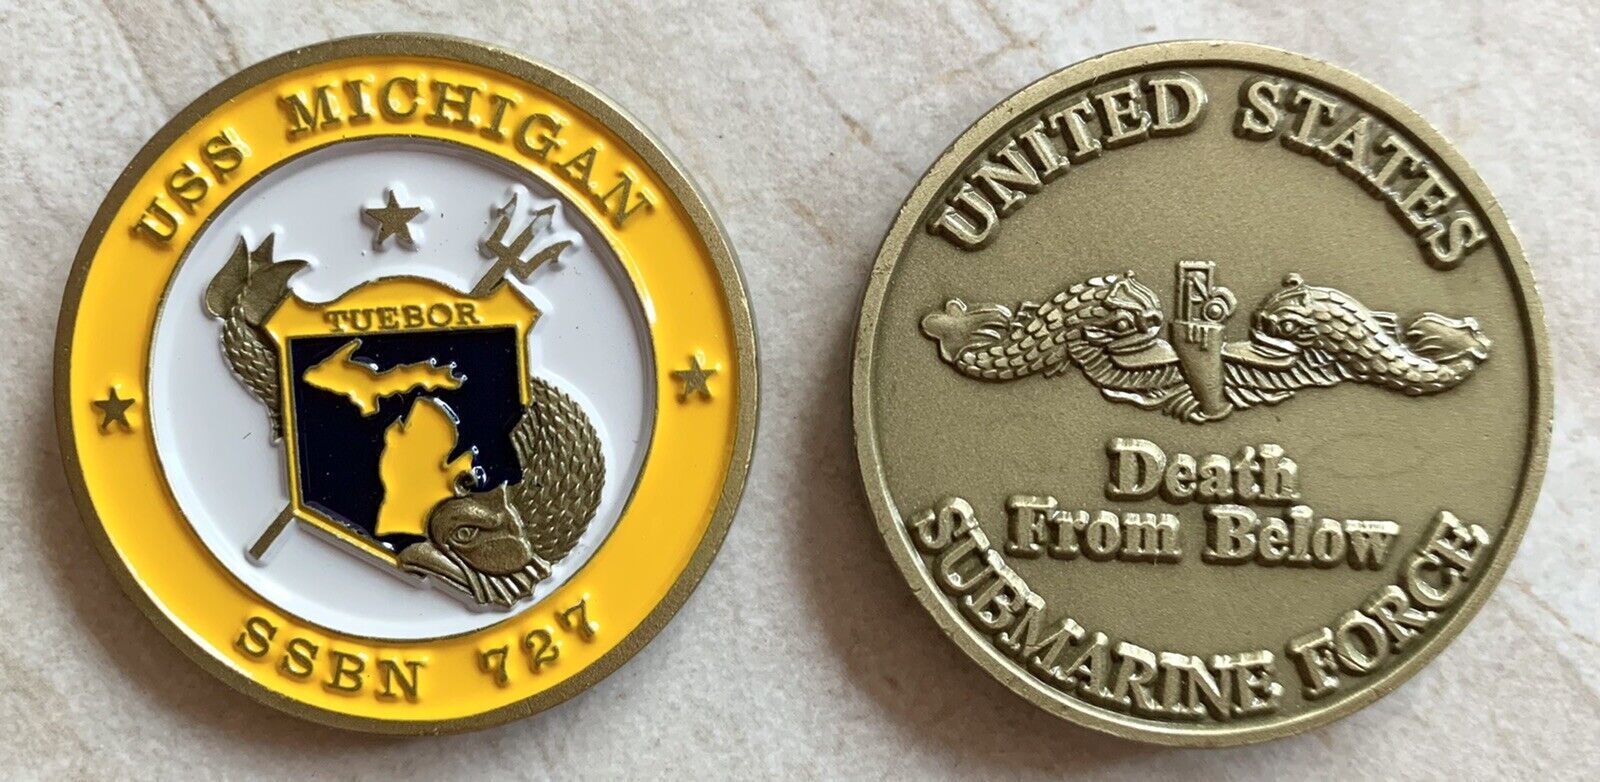 USS MICHIGAN
TUEBOR
SSBN 727
UNITED STATES
Death
From Below
SUBMARINE FORCE